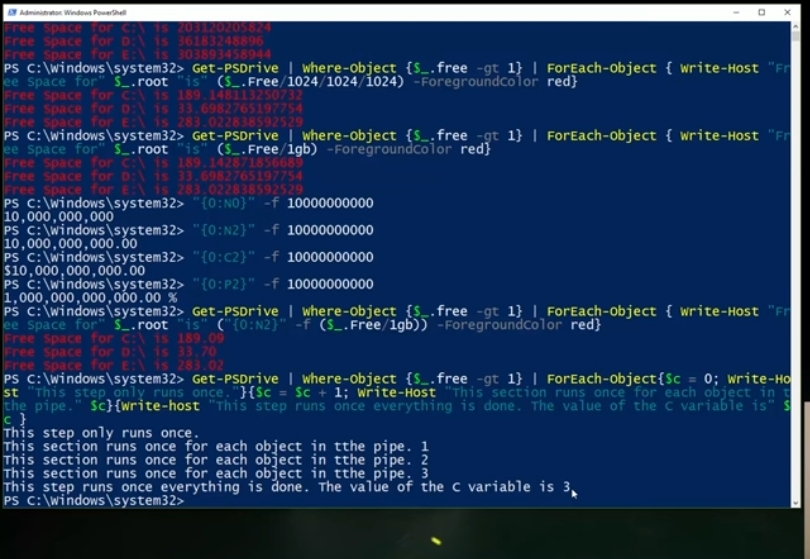 Administrator: Windows PowerShell
Free Space for C:\ is 203120205824
Free Space for D:\ is 36183248896
Free Space for E:\ is 303893458944
PS C:\Windows\system32> Get-PSDrive | Where-Object {$_.free -gt 1} | ForEach-Object { Write-Host "Fr
ee Space for" $_.root "is" ($_.Free/1024/1024/1024) -ForegroundColor red}
Free Space for C:\ is 189.148113250732
Free Space for D:\ is 33.6982765197754
Free Space for E:\ is 283.022838592529
PS C:\Windows\system32> Get-PSDrive | Where-Object {$_.free -gt 1} | ForEach-Object { Write-Host "Fr
ee Space for" $_.root "is" ($_.Free/1gb) -ForegroundColor red}
Free Space for C:\ is 189.142871856689
Free Space for D:\ is 33.6982765197754
Free Space for E:\ is 283.022838592529
PS C:\Windows\system32> "{0:N0}" -f 10000000000
10,000,000,000
PS C:\Windows\system32> "{0:N2}" -f 10000000000
10,000,000,000.00
PS C:\Windows\system32> "{0:C2}" -f 10000000000
$10,000,000,000.00
PS C:\Windows\system32> "{0:P2}" -f 10000000000
1,000,000,000,000.00 %
PS C:\Windows\system32> Get-PSDrive | Where-Object {$_.free -gt 1} | ForEach-Object { Write-Host "Fr
ee Space for" $_.root "is" ("{0:N2}" -f ($_.Free/1gb)) -ForegroundColor red}
Free Space for C:\ is 189.09
Free Space for D:\ is 33.70
Free Space for E:\ is 283.02
PS C:\Windows\system32> Get-PSDrive | Where-Object {$_.free -gt 1} | ForEach-Object{$c = 0; Write-Ho
st "This step only runs once."}{$c = $c + 1; Write-Host "This section runs once for each object in t
the pipe." $c}{Write-host "This step runs once everything is done. The value of the C variable is" $
c }
This step only runs once.
This section runs once for each object in tthe pipe. 1
This section runs once for each object in tthe pipe. 2
This section runs once for each object in tthe pipe. 3
This step runs once everything is done. The value of the C variable is 3
PS C:\Windows\system32>